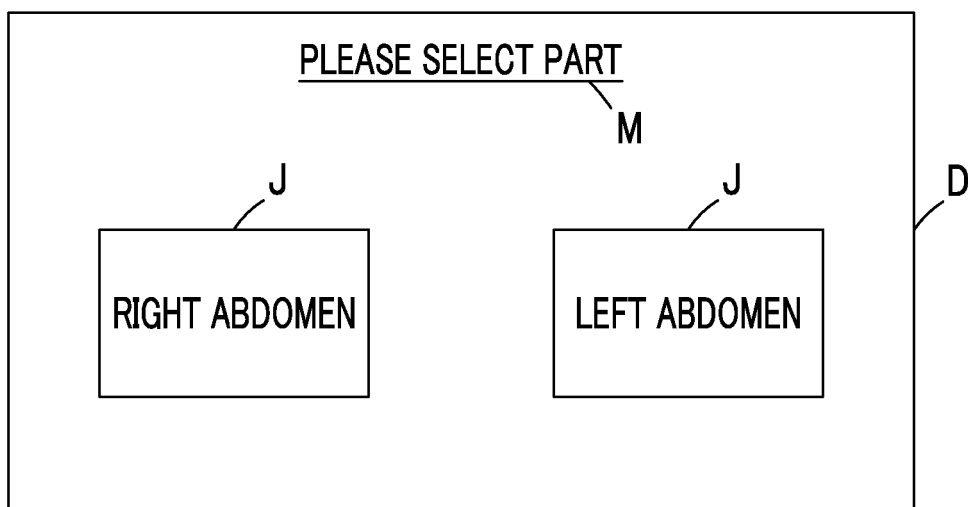 PLEASE SELECT PART
M
J J D
RIGHT ABDOMEN LEFT ABDOMEN